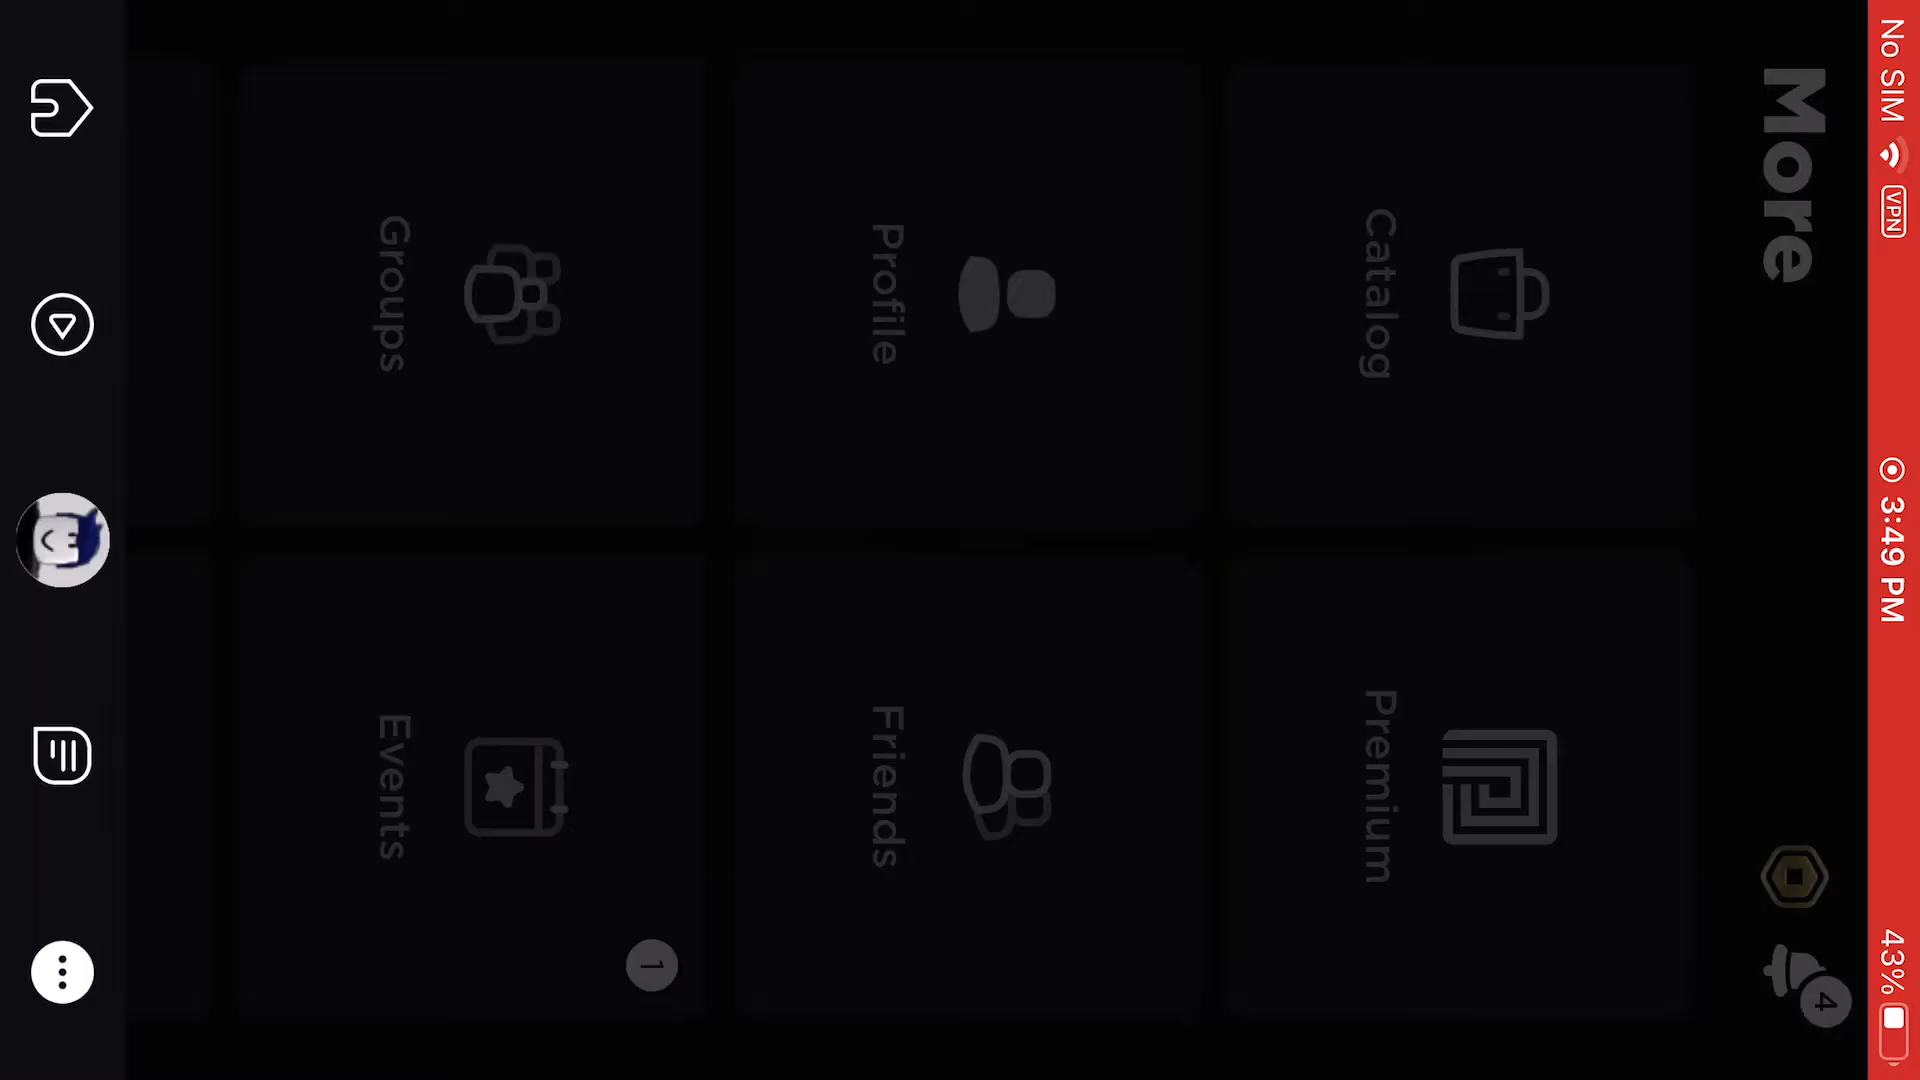 No SIM VPN 3:49 PM 43%
More 4
Catalog Premium
Profile Friends
Groups Events 1